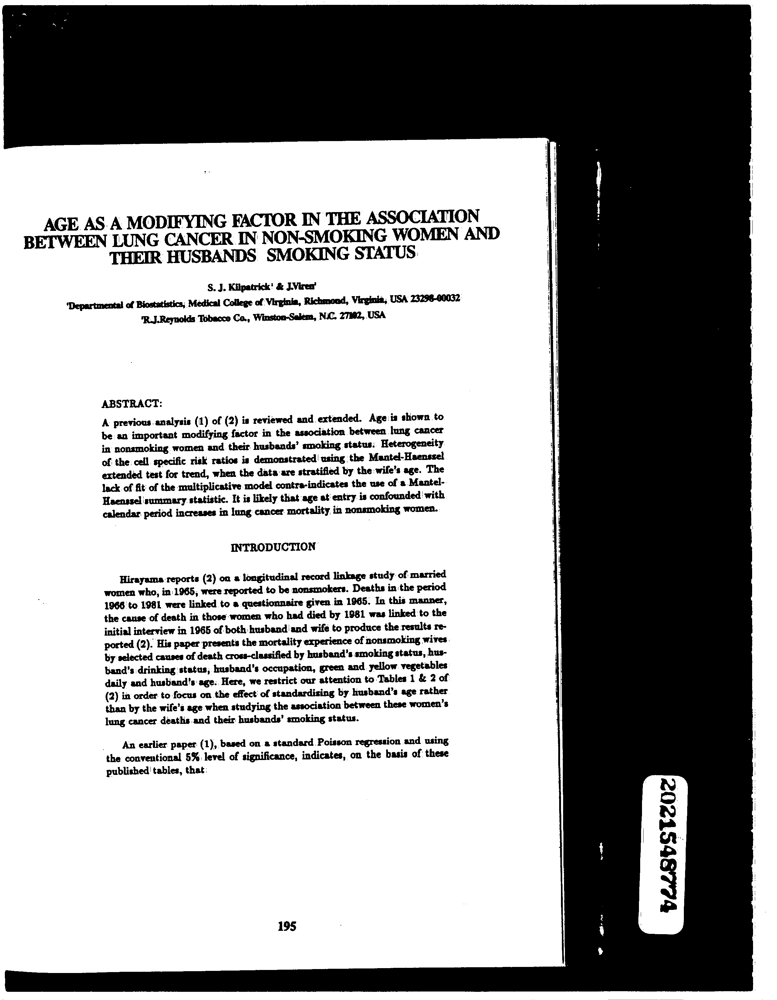 AGE AS A MODIFYING FACTOR IN THE ASSOCIATION
BETWEEN LUNG CANCER IN NON-SMOKING WOMEN AND
THEIR HUSBANDS SMOKING STATUS
S. J. Kilpatrick¹ & J.Viren²
¹Departmental of Biostatistics, Medical College of Virginia, Richmond, Virginia, USA 23298-00032
²R.J.Reynolds Tobacco Co., Winston-Salem, N.C. 27102, USA
ABSTRACT:
A previous analysis (1) of (2) is reviewed and extended. Age is shown to
be an important modifying factor in the association between lung cancer
in nonsmoking women and their husbands' smoking status. Heterogeneity
of the cell specific risk ratios is demonstrated using the Mantel-Haenssel
extended test for trend, when the data are stratified by the wife's age. The
lack of fit of the multiplicative model contra-indicates the use of a Mantel-
Haenssel summary statistic. It is likely that age at entry is confounded with
calendar period increases in lung cancer mortality in nonsmoking women.
INTRODUCTION
Hirayama reports (2) on a longitudinal record linkage study of married
women who, in 1965, were reported to be nonsmokers. Deaths in the period
1966 to 1981 were linked to a questionnaire given in 1965. In this manner,
the cause of death in those women who had died by 1981 was linked to the
initial interview in 1965 of both husband and wife to produce the results re-
ported (2). His paper presents the mortality experience of nonsmoking wives
by selected causes of death cross-classified by husband's smoking status, hus-
band's drinking status, husband's occupation, green and yellow vegetables
daily and husband's age. Here, we restrict our attention to Tables 1 & 2 of
(2) in order to focus on the effect of standardising by husband's age rather
than by the wife's age when studying the association between these women's
lung cancer deaths and their husbands' smoking status.
An earlier paper (1), based on a standard Poisson regression and using
the conventional 5% level of significance, indicates, on the basis of these
published tables, that
195
2021548774